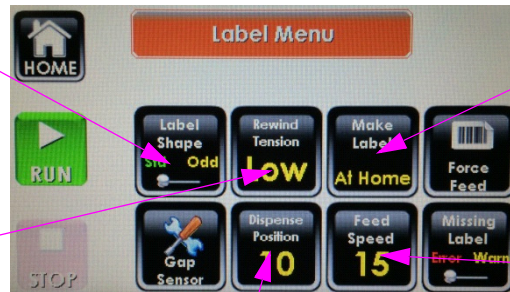 Label Menu
HOME
Label
Shape
Std Odd
Rewind
Tension
Low
Make
Label
At Home
Force
Feed
RUN
Gap
Sensor
Dispense
Position
10
Feed
Speed
15
Missing
Label
Error Warn
STOP